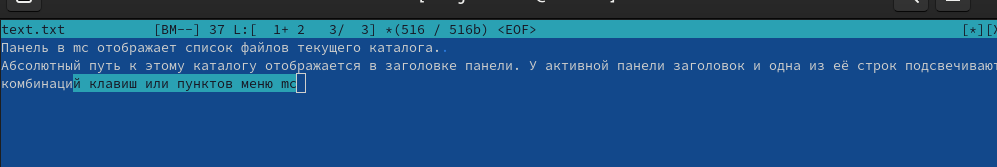 text.txt [BM--] 37 L:[ 1+ 2 3/ 3] *(516 / 516b) <EOF> [*][X
Панель в mc отображает список файлов текущего каталога..
Абсолютный путь к этому каталогу отображается в заголовке панели. У активной панели заголовок и одна из её строк подсвечивают
комбинаций клавиш или пунктов меню mc